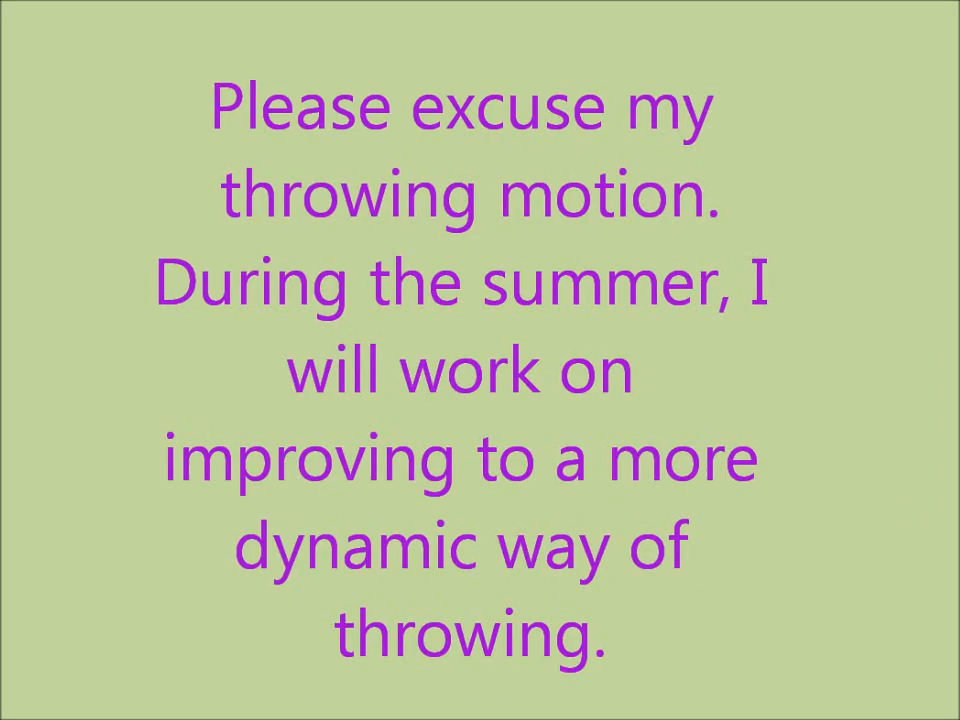 Please excuse my
throwing motion.
During the summer, I
will work on
improving to a more
dynamic way of
throwing.